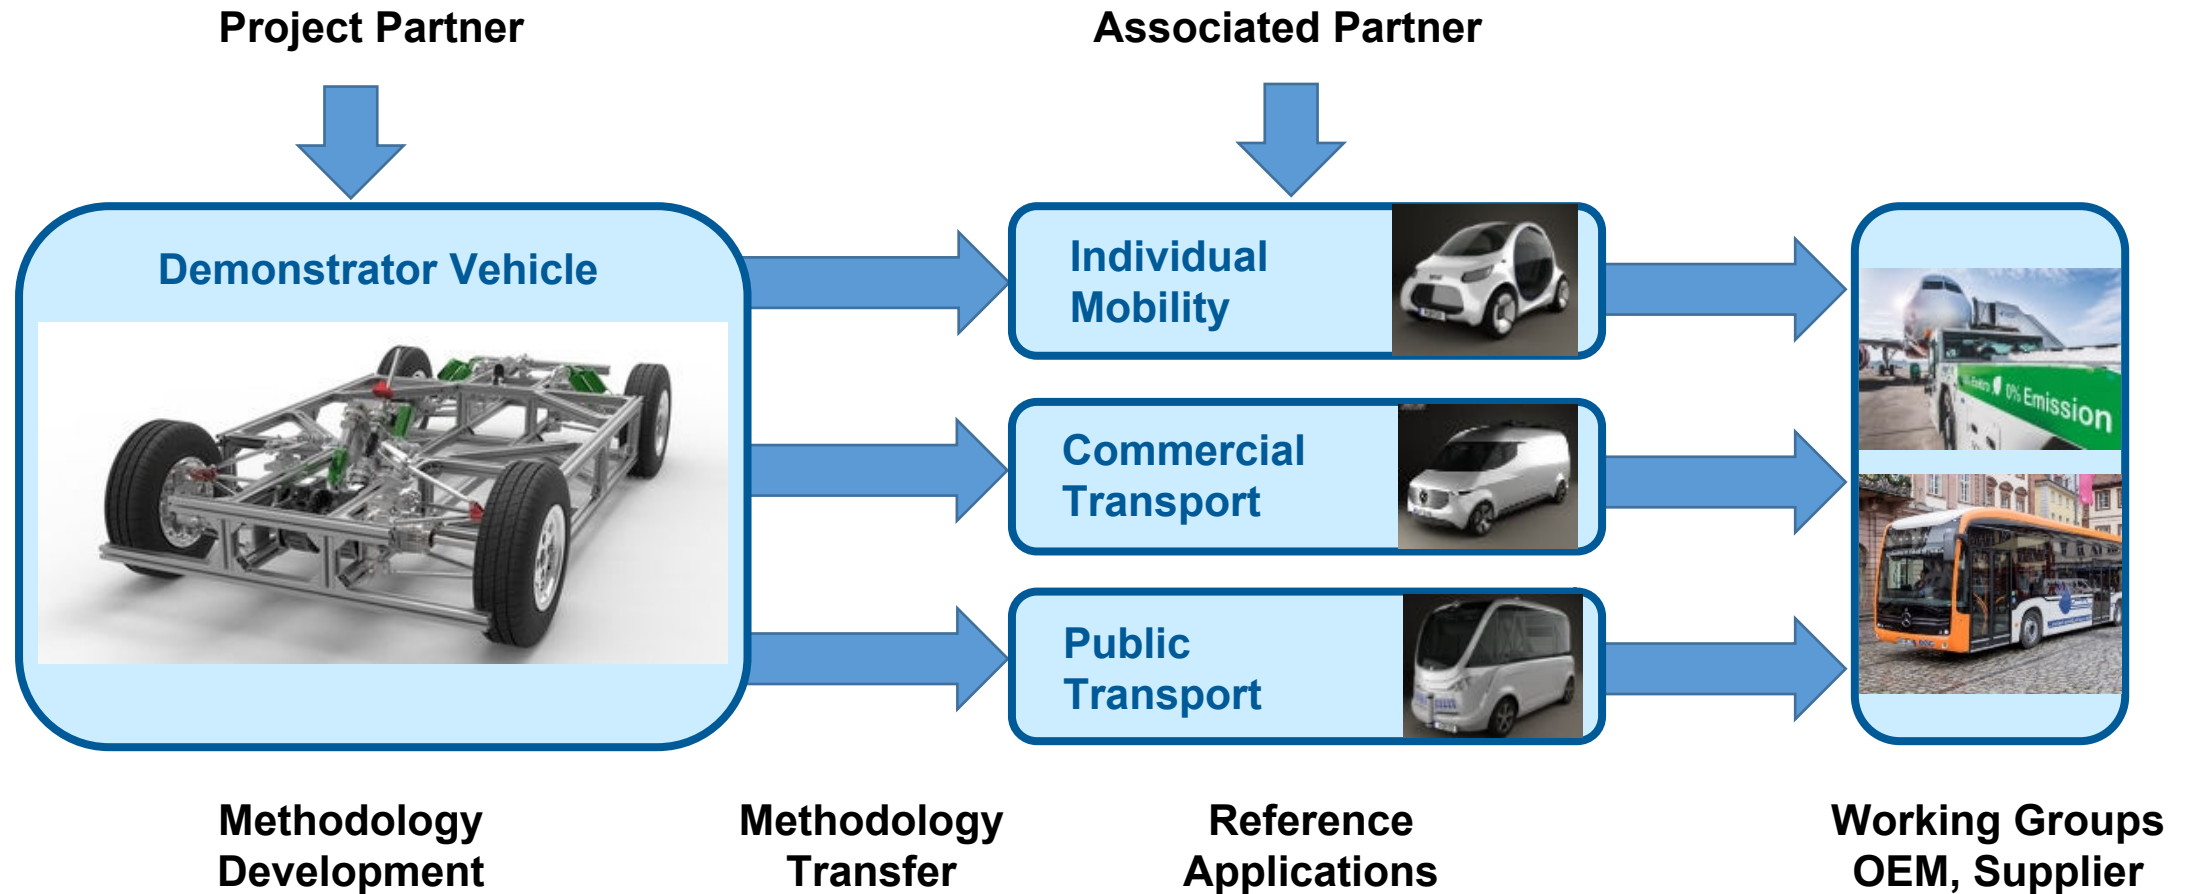 Project Partner
Associated Partner
Demonstrator Vehicle
Individual
Mobility
Commercial
Transport
Public
Transport
0% Emission
Methodology
Development
Methodology
Transfer
Reference
Applications
Working Groups
OEM, Supplier